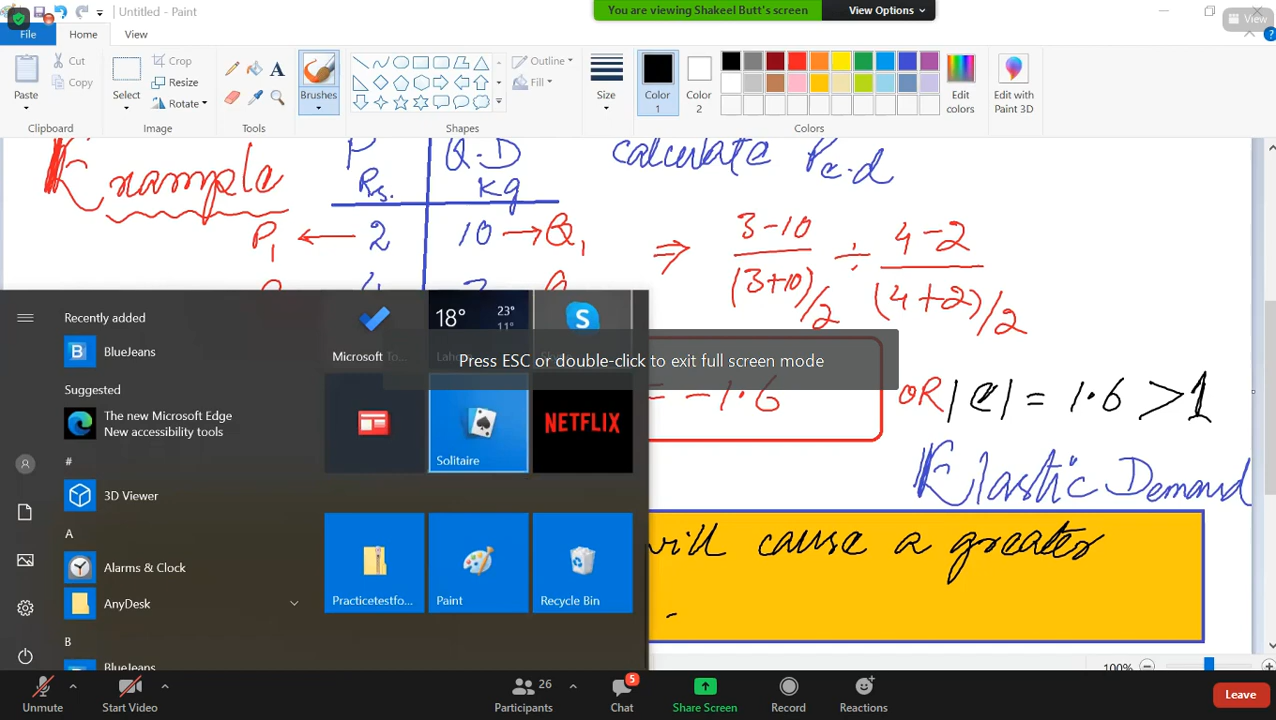 Untitled - Paint
You are viewing Shakeel Butt's screen
View Options
View
File
Home
View
Paste
Cut
Copy
Clipboard
Select
Crop
Resize
Rotate
Image
Tools
Brushes
Shapes
Outline
Fill
Size
Color 1
Color 2
Edit colors
Colors
Edit with Paint 3D
Example
P
Rs.
Q.D
Kg
calculate Pe.d
P1 ← 2
10 → Q1
⇒ 3-10 / (3+10)/2 ÷ 4-2 / (4+2)/2
= -1.6
OR |e| = 1.6 > 1
Elastic Demand
will cause a greater
Press ESC or double-click to exit full screen mode
Recently added
BlueJeans
Suggested
The new Microsoft Edge
New accessibility tools
#
3D Viewer
A
Alarms & Clock
AnyDesk
B
BlueJeans
Microsoft To...
18°
23°
11°
Solitaire
NETFLIX
Practicetestfo...
Paint
Recycle Bin
100%
Unmute
Start Video
26
Participants
5
Chat
Share Screen
Record
Reactions
Leave